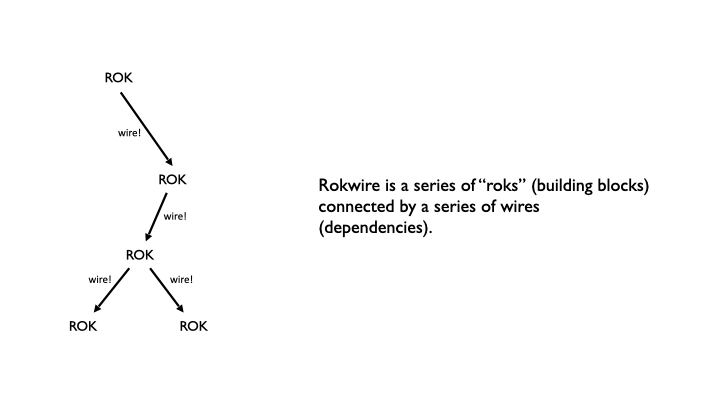 ROK
wire!
ROK
wire!
ROK
wire!
wire!
ROK
ROK
Rokwire is a series of “roks” (building blocks)
connected by a series of wires
(dependencies).